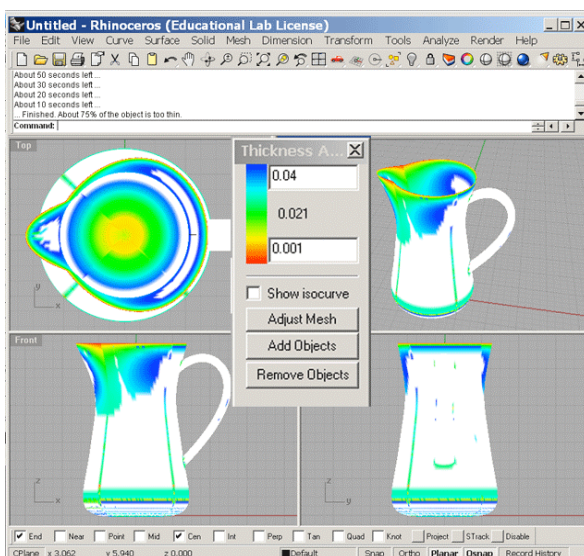 Untitled - Rhinoceros (Educational Lab License)
File Edit View Curve Surface Solid Mesh Dimension Transform Tools Analyze Render Help
About 50 seconds left ...
About 30 seconds left ...
About 20 seconds left ...
About 10 seconds left ...
... Finished. About 75% of the object is too thin.
Command:
Top
Thickness A...
0.04
0.021
0.001
Show isocurve
Adjust Mesh
Add Objects
Remove Objects
y
x
Front
z
x
z
y
End Near Point Mid Cen Int Perp Tan Quad Knot Project STrack Disable
CPlane x 3.062 y 5.940 z 0.000 Default Snap Ortho Planar Osnap Record History